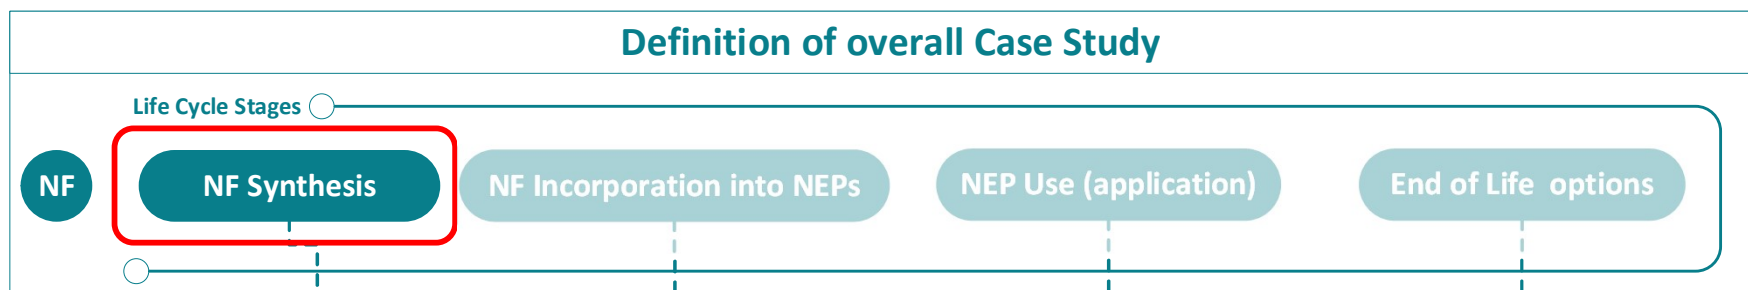 Definition of overall Case Study
Life Cycle Stages
NF
NF Synthesis
NF Incorporation into NEPs
NEP Use (application)
End of Life options